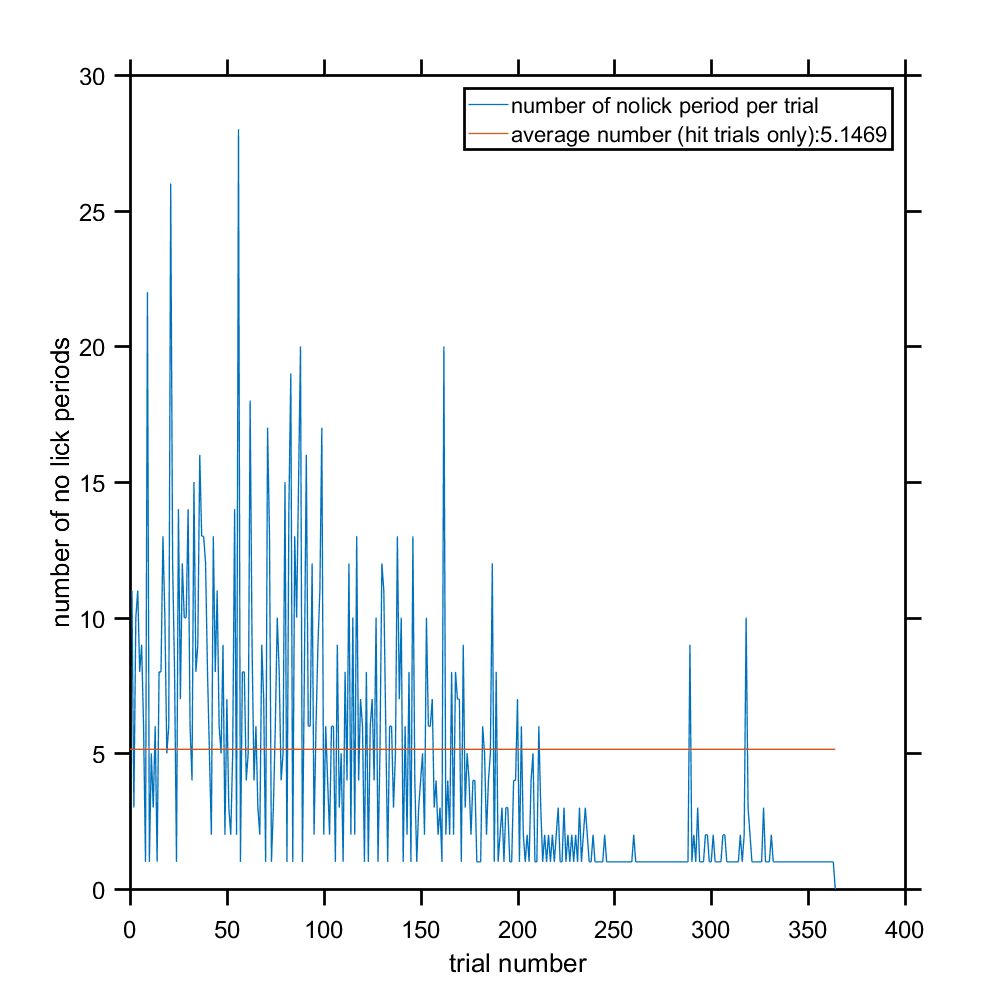 30
25
20
15
10
5
0
number of no lick periods
number of nolick period per trial
average number (hit trials only):5.1469
0 50 100 150 200 250 300 350 400
trial number